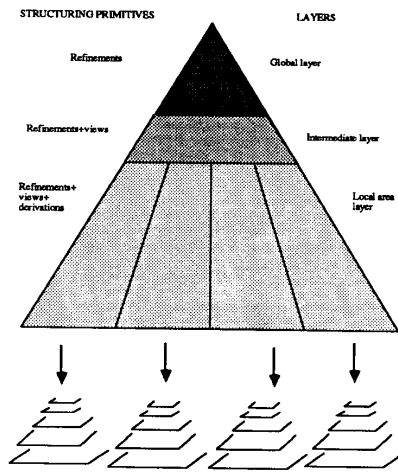 STRUCTURING PRIMITIVES
LAYERS
Refinements
Global layer
Refinements+views
Intermediate layer
Refinements+
views+
derivations
Local area
layer